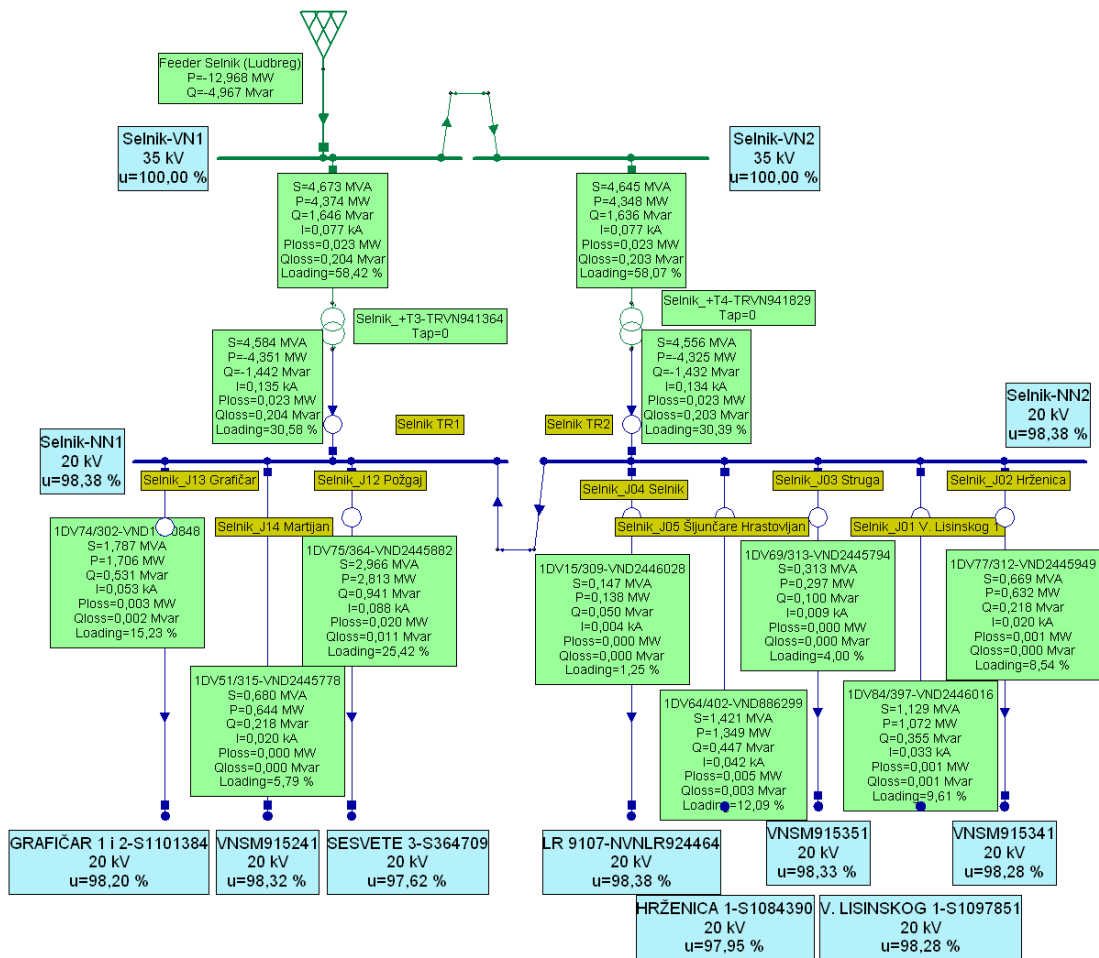 Feeder Selnik (Ludbreg)
P=-12,968 MW
Q=-4,967 Mvar
Selnik-VN1
35 kV
u=100,00 %
Selnik-VN2
35 kV
u=100,00 %
S=4,673 MVA
P=4,374 MW
Q=1,646 Mvar
I=0,077 kA
Ploss=0,023 MW
Qloss=0,204 Mvar
Loading=58,42 %
S=4,645 MVA
P=4,348 MW
Q=1,636 Mvar
I=0,077 kA
Ploss=0,023 MW
Qloss=0,203 Mvar
Loading=58,07 %
Selnik_+T3-TRVN941364
Tap=0
Selnik_+T4-TRVN941829
Tap=0
S=4,584 MVA
P=-4,351 MW
Q=-1,442 Mvar
I=0,135 kA
Ploss=0,023 MW
Qloss=0,204 Mvar
Loading=30,58 %
S=4,556 MVA
P=-4,325 MW
Q=-1,432 Mvar
I=0,134 kA
Ploss=0,023 MW
Qloss=0,203 Mvar
Loading=30,39 %
Selnik TR1
Selnik TR2
Selnik-NN1
20 kV
u=98,38 %
Selnik-NN2
20 kV
u=98,38 %
Selnik_J13 Grafičar
Selnik_J12 Požgaj
Selnik_J14 Martijan
Selnik_J04 Selnik
Selnik_J03 Struga
Selnik_J02 Hrženica
Selnik_J05 Šljunčare Hrastovljan
Selnik_J01 V. Lisinskog 1
S=1,787 MVA
P=1,706 MW
Q=0,531 Mvar
I=0,053 kA
Ploss=0,003 MW
Qloss=0,002 Mvar
Loading=15,23 %
1DV51/315-VND2445778
S=0,680 MVA
P=0,644 MW
Q=0,218 Mvar
I=0,020 kA
Ploss=0,000 MW
Qloss=0,000 Mvar
Loading=5,79 %
1DV75/364-VND2445882
S=2,966 MVA
P=2,813 MW
Q=0,941 Mvar
I=0,088 kA
Ploss=0,020 MW
Qloss=0,011 Mvar
Loading=25,42 %
1DV15/309-VND2446028
S=0,147 MVA
P=0,138 MW
Q=0,050 Mvar
I=0,004 kA
Ploss=0,000 MW
Qloss=0,000 Mvar
Loading=1,25 %
1DV64/402-VND886299
S=1,421 MVA
P=1,349 MW
Q=0,447 Mvar
I=0,042 kA
Ploss=0,005 MW
Qloss=0,003 Mvar
Loading=12,09 %
1DV69/313-VND2445794
S=0,313 MVA
P=0,297 MW
Q=0,100 Mvar
I=0,009 kA
Ploss=0,000 MW
Qloss=0,000 Mvar
Loading=4,00 %
1DV84/397-VND2446016
S=1,129 MVA
P=1,072 MW
Q=0,355 Mvar
I=0,033 kA
Ploss=0,001 MW
Qloss=0,001 Mvar
Loading=9,61 %
1DV77/312-VND2445949
S=0,669 MVA
P=0,632 MW
Q=0,218 Mvar
I=0,020 kA
Ploss=0,001 MW
Qloss=0,000 Mvar
Loading=8,54 %
GRAFIČAR 1 i 2-S1101384
20 kV
u=98,20 %
VNSM915241
20 kV
u=98,32 %
SESVETE 3-S364709
20 kV
u=97,62 %
LR 9107-NVNLR924464
20 kV
u=98,38 %
VNSM915351
20 kV
u=98,33 %
VNSM915341
20 kV
u=98,28 %
HRŽENICA 1-S1084390
20 kV
u=97,95 %
V. LISINSKOG 1-S1097851
20 kV
u=98,28 %